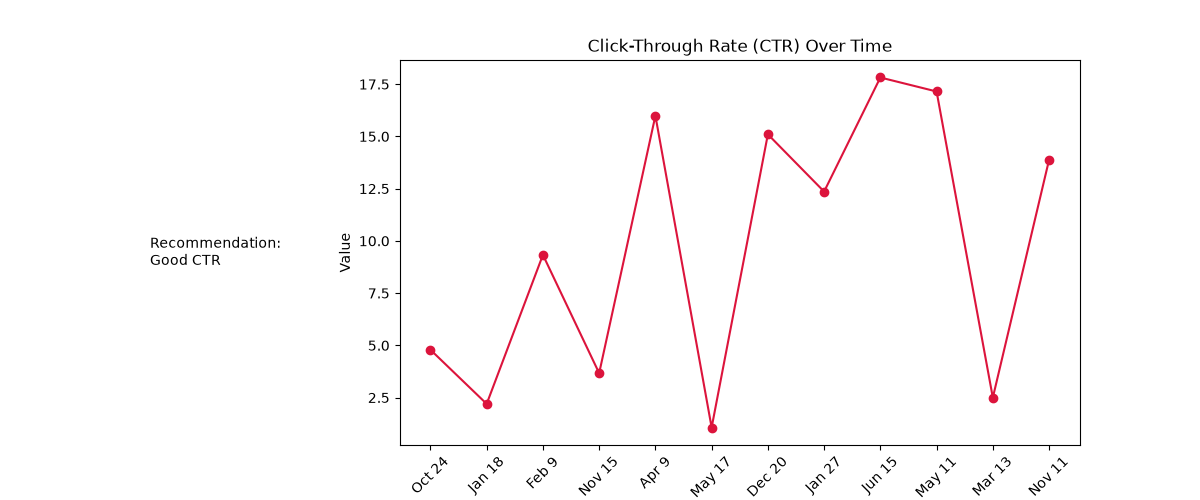 Click-Through Rate (CTR) Over Time
Recommendation:
Good CTR
Value
17.5
15.0
12.5
10.0
7.5
5.0
2.5
Oct 24
Jan 18
Feb 9
Nov 15
Apr 9
May 17
Dec 20
Jan 27
Jun 15
May 11
Mar 13
Nov 11